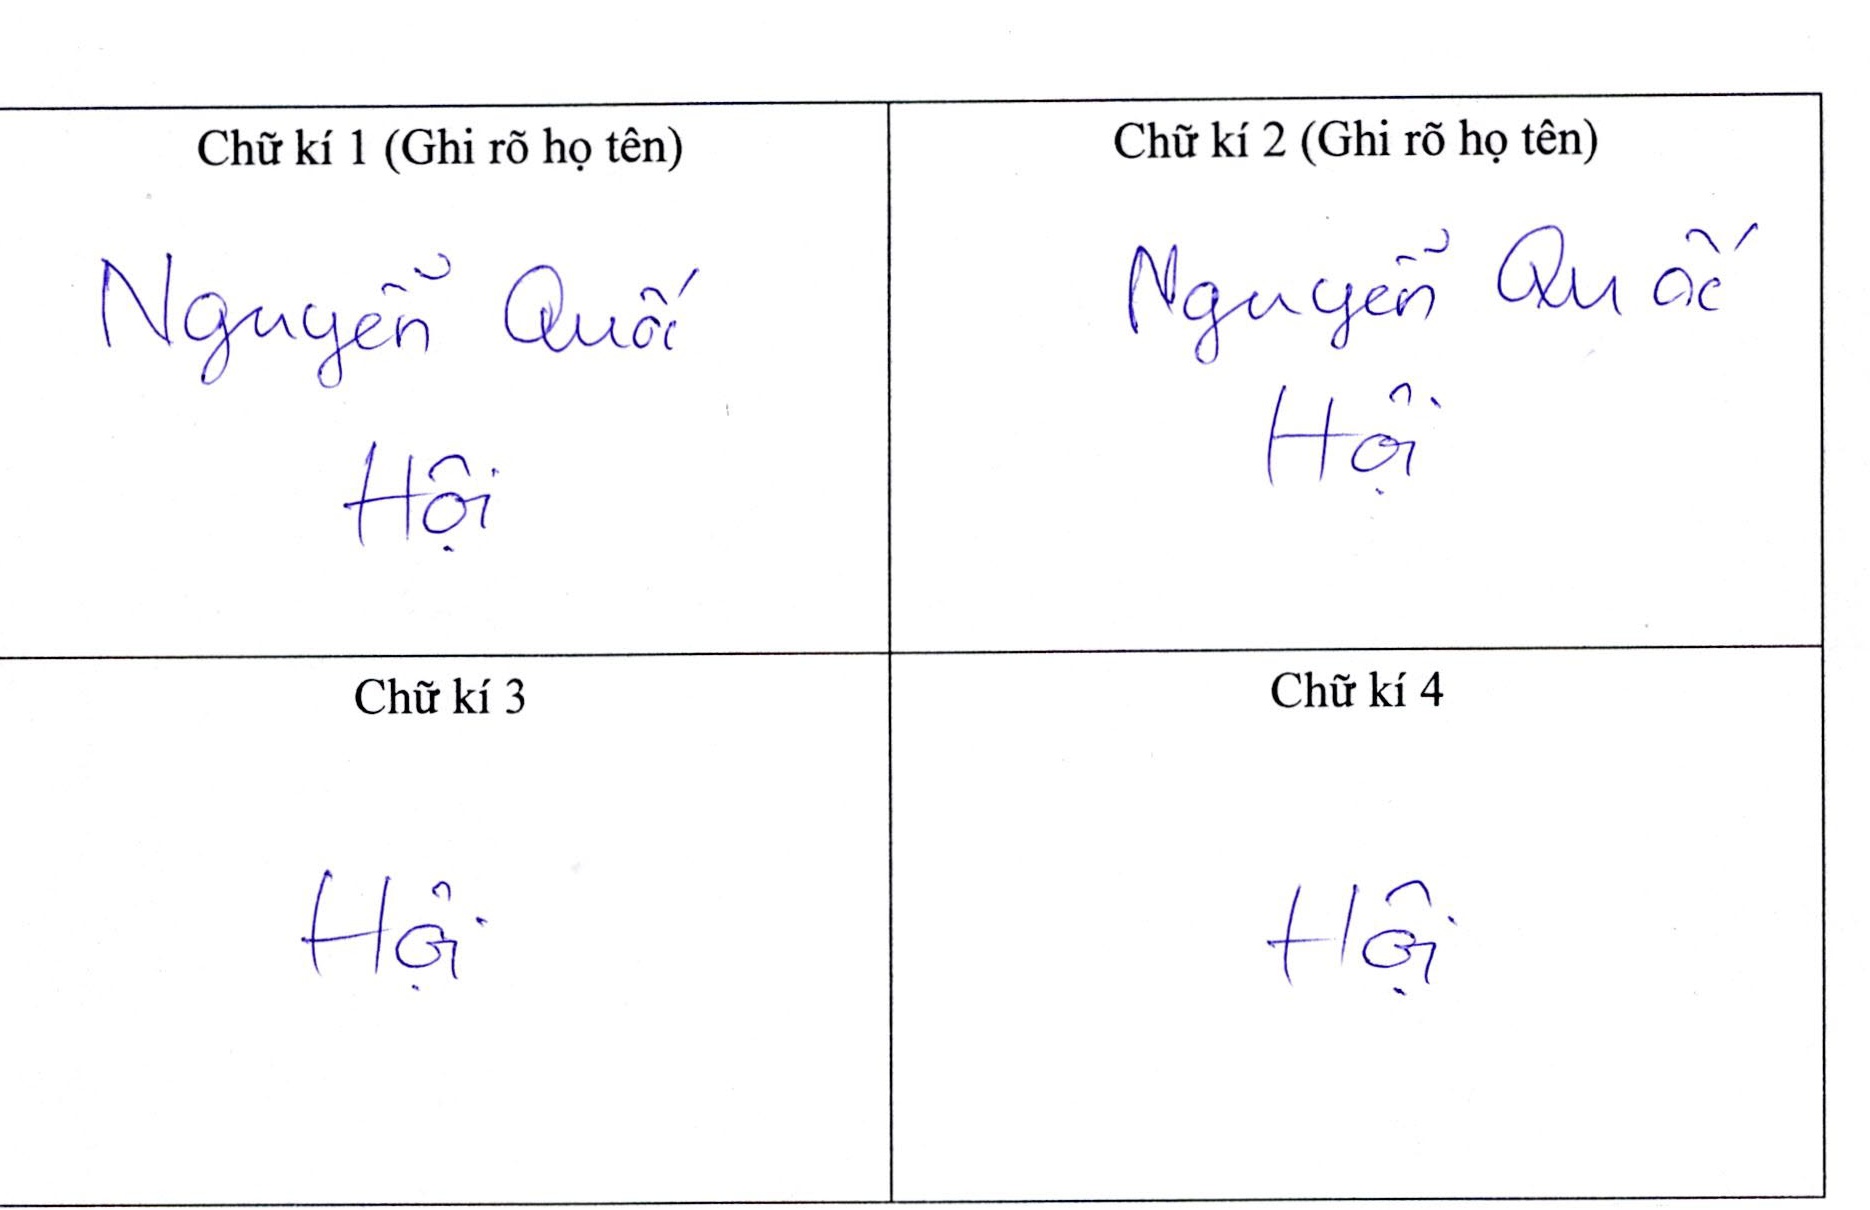 Chữ kí 1 (Ghi rõ họ tên)
Nguyễn Quốc
Hội
Chữ kí 2 (Ghi rõ họ tên)
Nguyễn Quốc
Hội
Chữ kí 3
Hội
Chữ kí 4
Hội